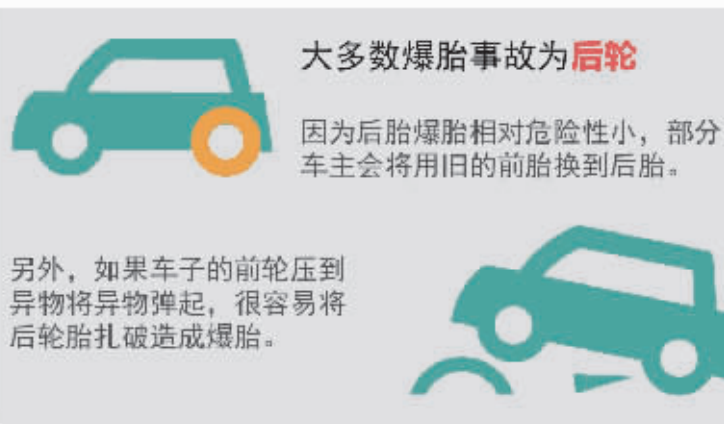 大多数爆胎事故为后轮
因为后胎爆胎相对危险性小，部分
车主会将用旧的前胎换到后胎。
另外，如果车子的前轮压到
异物将异物弹起，很容易将
后轮胎扎破造成爆胎。